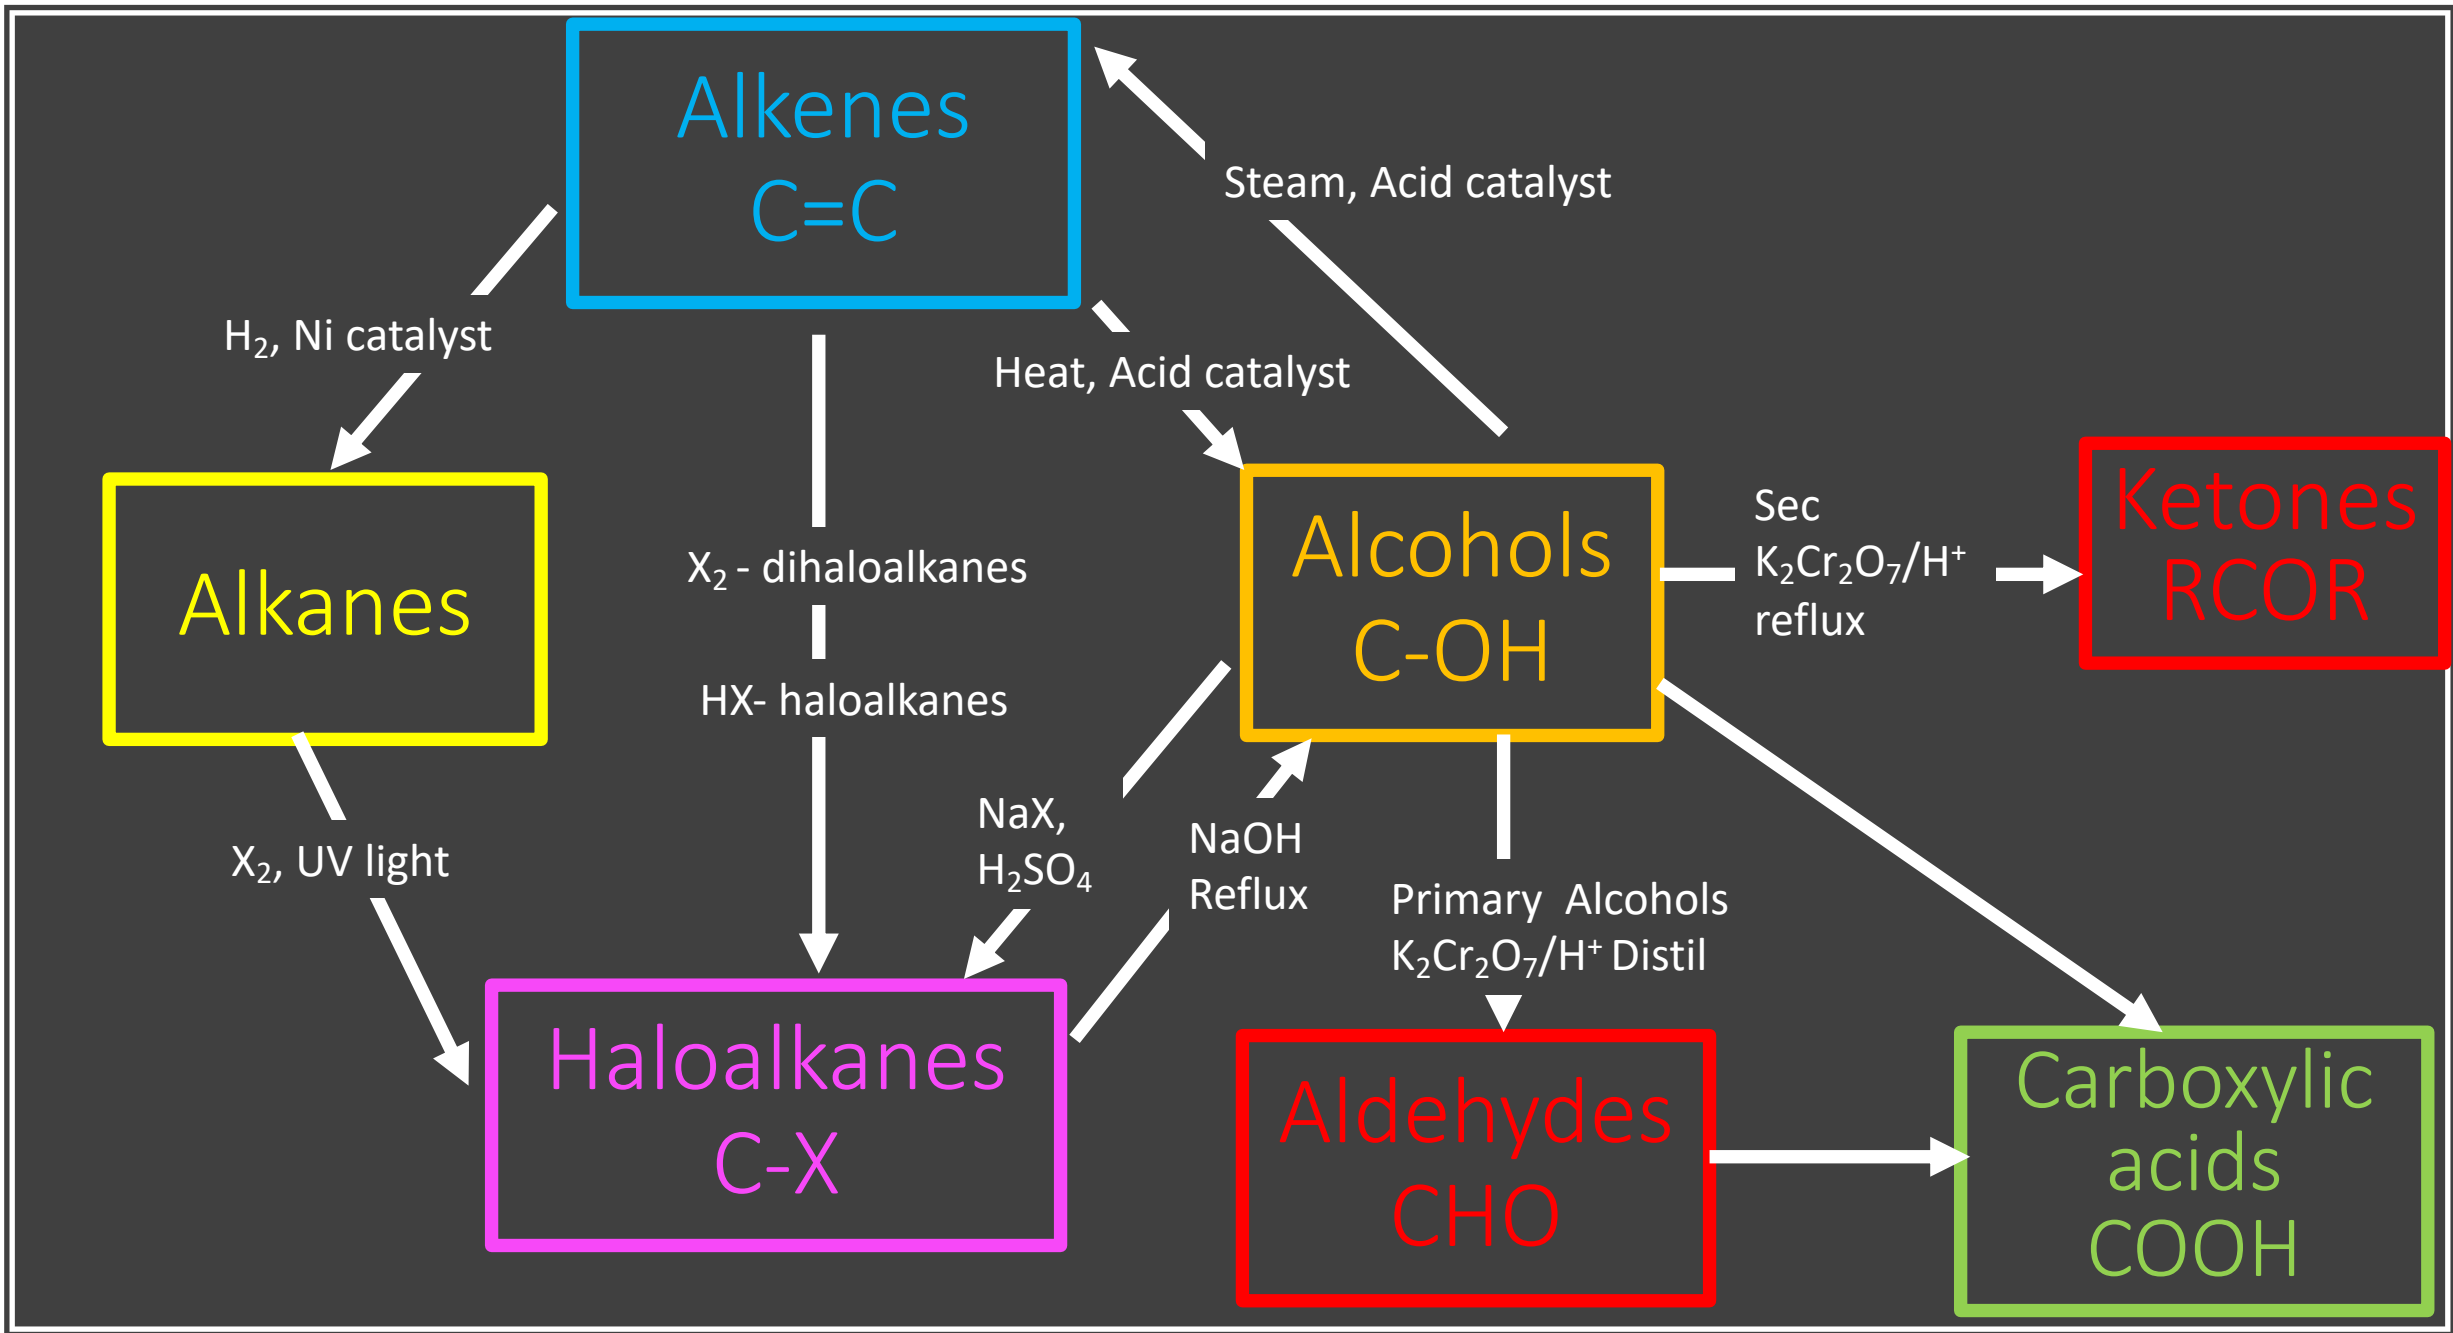 Alkenes
C=C
Steam, Acid catalyst
H₂, Ni catalyst
Heat, Acid catalyst
Alkanes
X₂ - dihaloalkanes
HX- haloalkanes
Alcohols
C-OH
Sec
K₂Cr₂O₇/H⁺
reflux
Ketones
RCOR
X₂, UV light
NaX,
H₂SO₄
NaOH
Reflux
Primary Alcohols
K₂Cr₂O₇/H⁺ Distil
Haloalkanes
C-X
Aldehydes
CHO
Carboxylic
acids
COOH